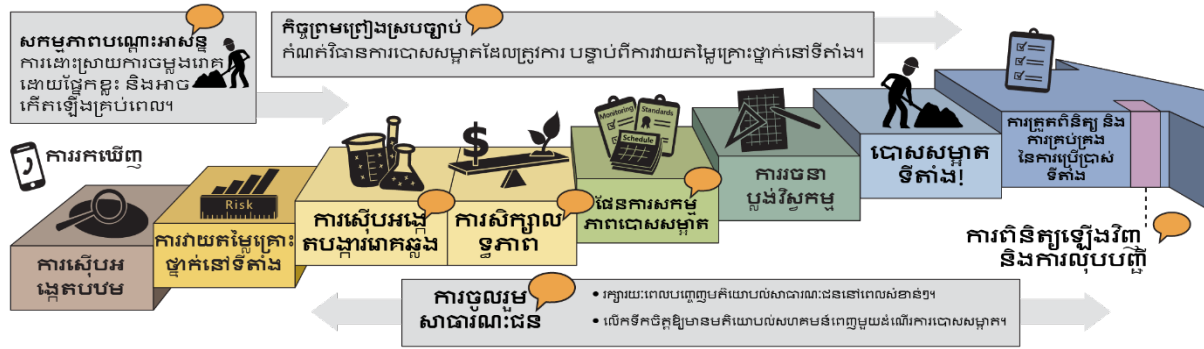 សកម្មភាពបណ្តោះអាសន្ន
ការដោះស្រាយការចម្លងរោគ
ដោយផ្នែកខ្លះ និងអាច
កើតឡើងគ្រប់ពេល។
កិច្ចព្រមព្រៀងស្របច្បាប់
កំណត់វិធានការបោសសម្អាតដែលត្រូវការ បន្ទាប់ពីការវាយតម្លៃគ្រោះថ្នាក់នៅទីតាំង។
ការរកឃើញ
ការស៊ើបអ
ង្កេតបឋម
Risk
ការវាយតម្លៃគ្រោះ
ថ្នាក់នៅទីតាំង
ការស៊ើបអង្កេ
តបង្ការរោគឆ្លង
$
ការសិក្សាល
ទ្ធភាព
Monitoring
Standards
Schedule
ផែនការសកម្ម
ភាពបោសសម្អាត
ការរចនា
ប្លង់វិស្វកម្ម
បោសសម្អាត
ទីតាំង!
ការត្រួតពិនិត្យ និង
ការគ្រប់គ្រង
នៃការប្រើប្រាស់
ទីតាំង
ការពិនិត្យឡើងវិញ
និងការលុបបញ្ជី
ការចូលរួម
សាធារណៈជន
• រក្សារយៈពេលបញ្ចេញមតិយោបល់សាធារណៈជននៅពេលសំខាន់ៗ។
• លើកទឹកចិត្តឱ្យមានមតិយោបល់សហគមន៍ពេញមួយដំណើរការបោសសម្អាត។